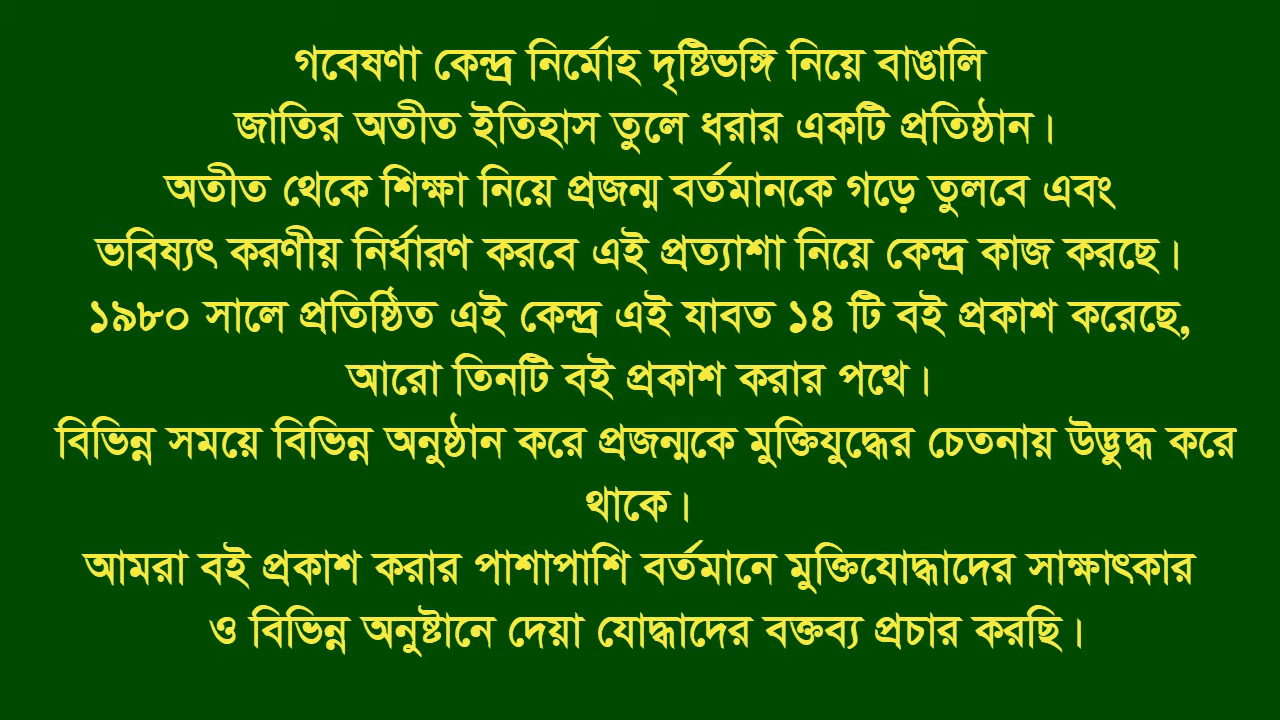 গবেষণা কেন্দ্র নির্মোহ দৃষ্টিভঙ্গি নিয়ে বাঙালি
জাতির অতীত ইতিহাস তুলে ধরার একটি প্রতিষ্ঠান।
অতীত থেকে শিক্ষা নিয়ে প্রজন্ম বর্তমানকে গড়ে তুলবে এবং
ভবিষ্যৎ করণীয় নির্ধারণ করবে এই প্রত্যাশা নিয়ে কেন্দ্র কাজ করছে।
১৯৮০ সালে প্রতিষ্ঠিত এই কেন্দ্র এই যাবত ১৪ টি বই প্রকাশ করেছে,
আরো তিনটি বই প্রকাশ করার পথে।
বিভিন্ন সময়ে বিভিন্ন অনুষ্ঠান করে প্রজন্মকে মুক্তিযুদ্ধের চেতনায় উদ্ভুদ্ধ করে
থাকে।
আমরা বই প্রকাশ করার পাশাপাশি বর্তমানে মুক্তিযোদ্ধাদের সাক্ষাৎকার
ও বিভিন্ন অনুষ্টানে দেয়া যোদ্ধাদের বক্তব্য প্রচার করছি।